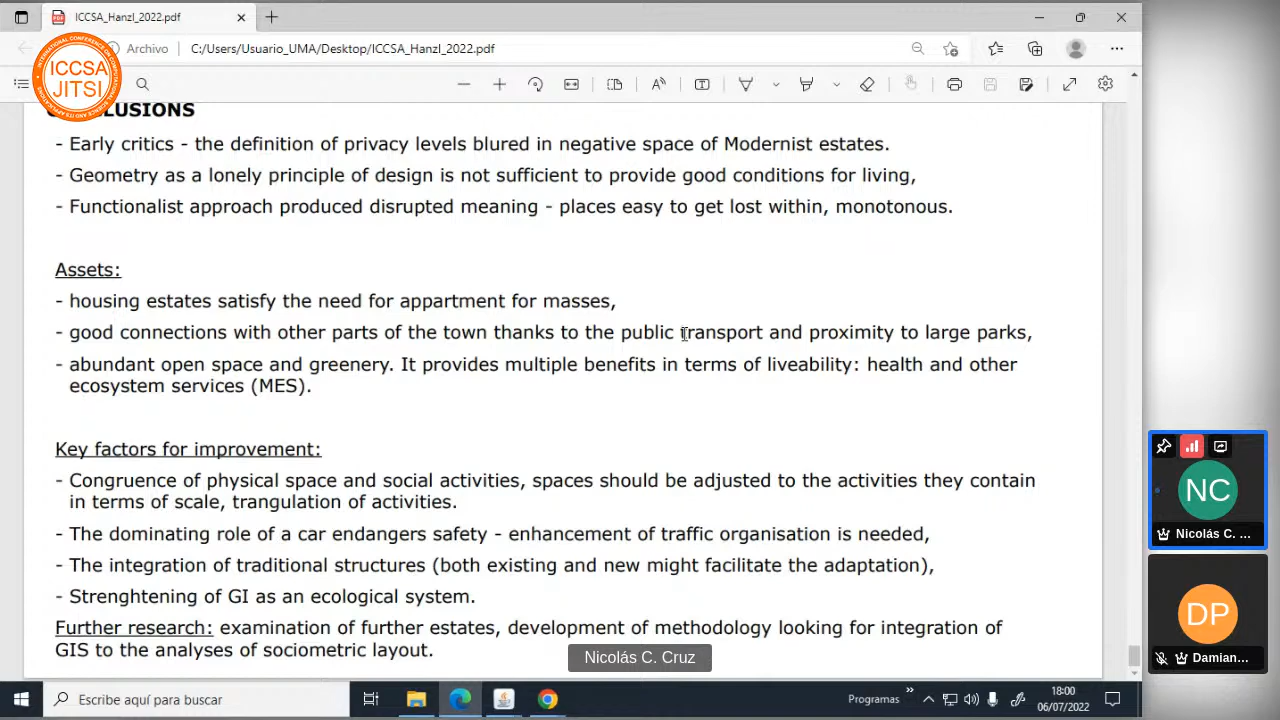 ICCSA_Hanzl_2022.pdf
Archivo
C:/Users/Usuario_UMA/Desktop/ICCSA_Hanzl_2022.pdf
INTERNATIONAL CONFERENCE ON COMPUTATIONAL SCIENCE AND ITS APPLICATIONS
ICCSA
JITSI
LUSIONS
- Early critics - the definition of privacy levels blured in negative space of Modernist estates.
- Geometry as a lonely principle of design is not sufficient to provide good conditions for living,
- Functionalist approach produced disrupted meaning - places easy to get lost within, monotonous.
Assets:
- housing estates satisfy the need for appartment for masses,
- good connections with other parts of the town thanks to the public transport and proximity to large parks,
- abundant open space and greenery. It provides multiple benefits in terms of liveability: health and other
ecosystem services (MES).
Key factors for improvement:
- Congruence of physical space and social activities, spaces should be adjusted to the activities they contain
in terms of scale, trangulation of activities.
- The dominating role of a car endangers safety - enhancement of traffic organisation is needed,
- The integration of traditional structures (both existing and new might facilitate the adaptation),
- Strenghtening of GI as an ecological system.
Further research: examination of further estates, development of methodology looking for integration of
GIS to the analyses of sociometric layout.
Nicolás C. Cruz
NC
Nicolás C. ...
DP
Damian...
Escribe aquí para buscar
Programas
18:00
06/07/2022